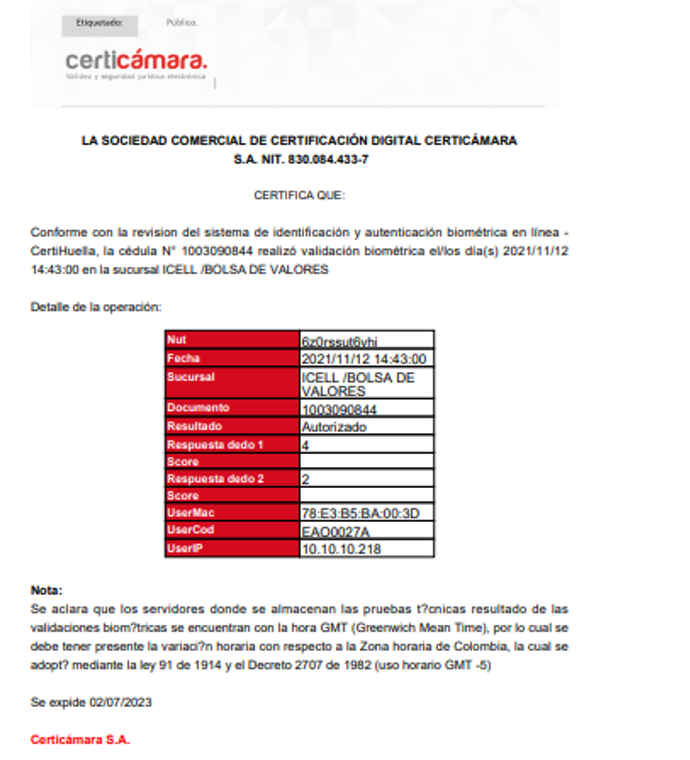 Etiquetado:
Público.
certicámara.
Validez y seguridad jurídica electrónica
LA SOCIEDAD COMERCIAL DE CERTIFICACIÓN DIGITAL CERTICÁMARA
S.A. NIT. 830.084.433-7
CERTIFICA QUE:
Conforme con la revision del sistema de identificación y autenticación biométrica en línea -
CertiHuella, la cédula N° 1003090844 realizó validación biométrica el/los día(s) 2021/11/12
14:43:00 en la sucursal ICELL /BOLSA DE VALORES
Detalle de la operación:
Nut 6z0rssut6vhi
Fecha 2021/11/12 14:43:00
Sucursal ICELL /BOLSA DE
VALORES
Documento 1003090844
Resultado Autorizado
Respuesta dedo 1 4
Score
Respuesta dedo 2 2
Score
UserMac 78:E3:B5:BA:00:3D
UserCod EAO0027A
UserIP 10.10.10.218
Nota:
Se aclara que los servidores donde se almacenan las pruebas t?cnicas resultado de las
validaciones biom?tricas se encuentran con la hora GMT (Greenwich Mean Time), por lo cual se
debe tener presente la variaci?n horaria con respecto a la Zona horaria de Colombia, la cual se
adopt? mediante la ley 91 de 1914 y el Decreto 2707 de 1982 (uso horario GMT -5)
Se expide 02/07/2023
Certicámara S.A.